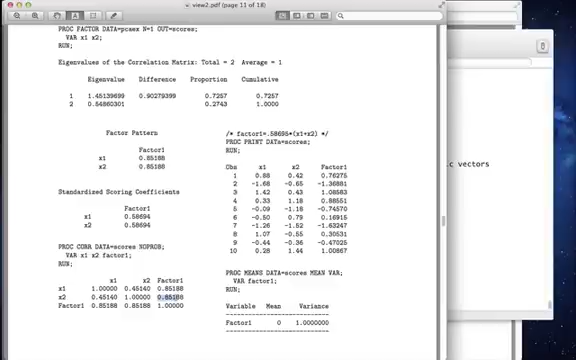 view2.pdf (page 11 of 18)
PROC FACTOR DATA=pcaex N=1 OUT=scores;
VAR x1 x2;
RUN;
Eigenvalues of the Correlation Matrix: Total = 2 Average = 1
Eigenvalue Difference Proportion Cumulative
1 1.45139699 0.90279399 0.7257 0.7257
2 0.54860301 0.2743 1.0000
Factor Pattern
Factor1
x1 0.85188
x2 0.85188
Standardized Scoring Coefficients
Factor1
x1 0.58694
x2 0.58694
PROC CORR DATA=scores NOPROB;
VAR x1 x2 factor1;
RUN;
x1 x2 Factor1
x1 1.00000 0.45140 0.85188
x2 0.45140 1.00000 0.85188
Factor1 0.85188 0.85188 1.00000
/* factor1=.58695*(x1+x2) */
PROC PRINT DATA=scores;
RUN;
Obs x1 x2 Factor1
1 0.88 0.42 0.76275
2 -1.68 -0.65 -1.36881
3 1.42 0.43 1.08583
4 0.33 1.18 0.88551
5 -0.09 -1.18 -0.74570
6 -0.50 0.79 0.16915
7 -1.26 -1.52 -1.63247
8 1.07 -0.55 0.30531
9 -0.44 -0.36 -0.47025
10 0.28 1.44 1.00867
PROC MEANS DATA=scores MEAN VAR;
VAR factor1;
RUN;
Variable Mean Variance
Factor1 0 1.0000000
ic vectors